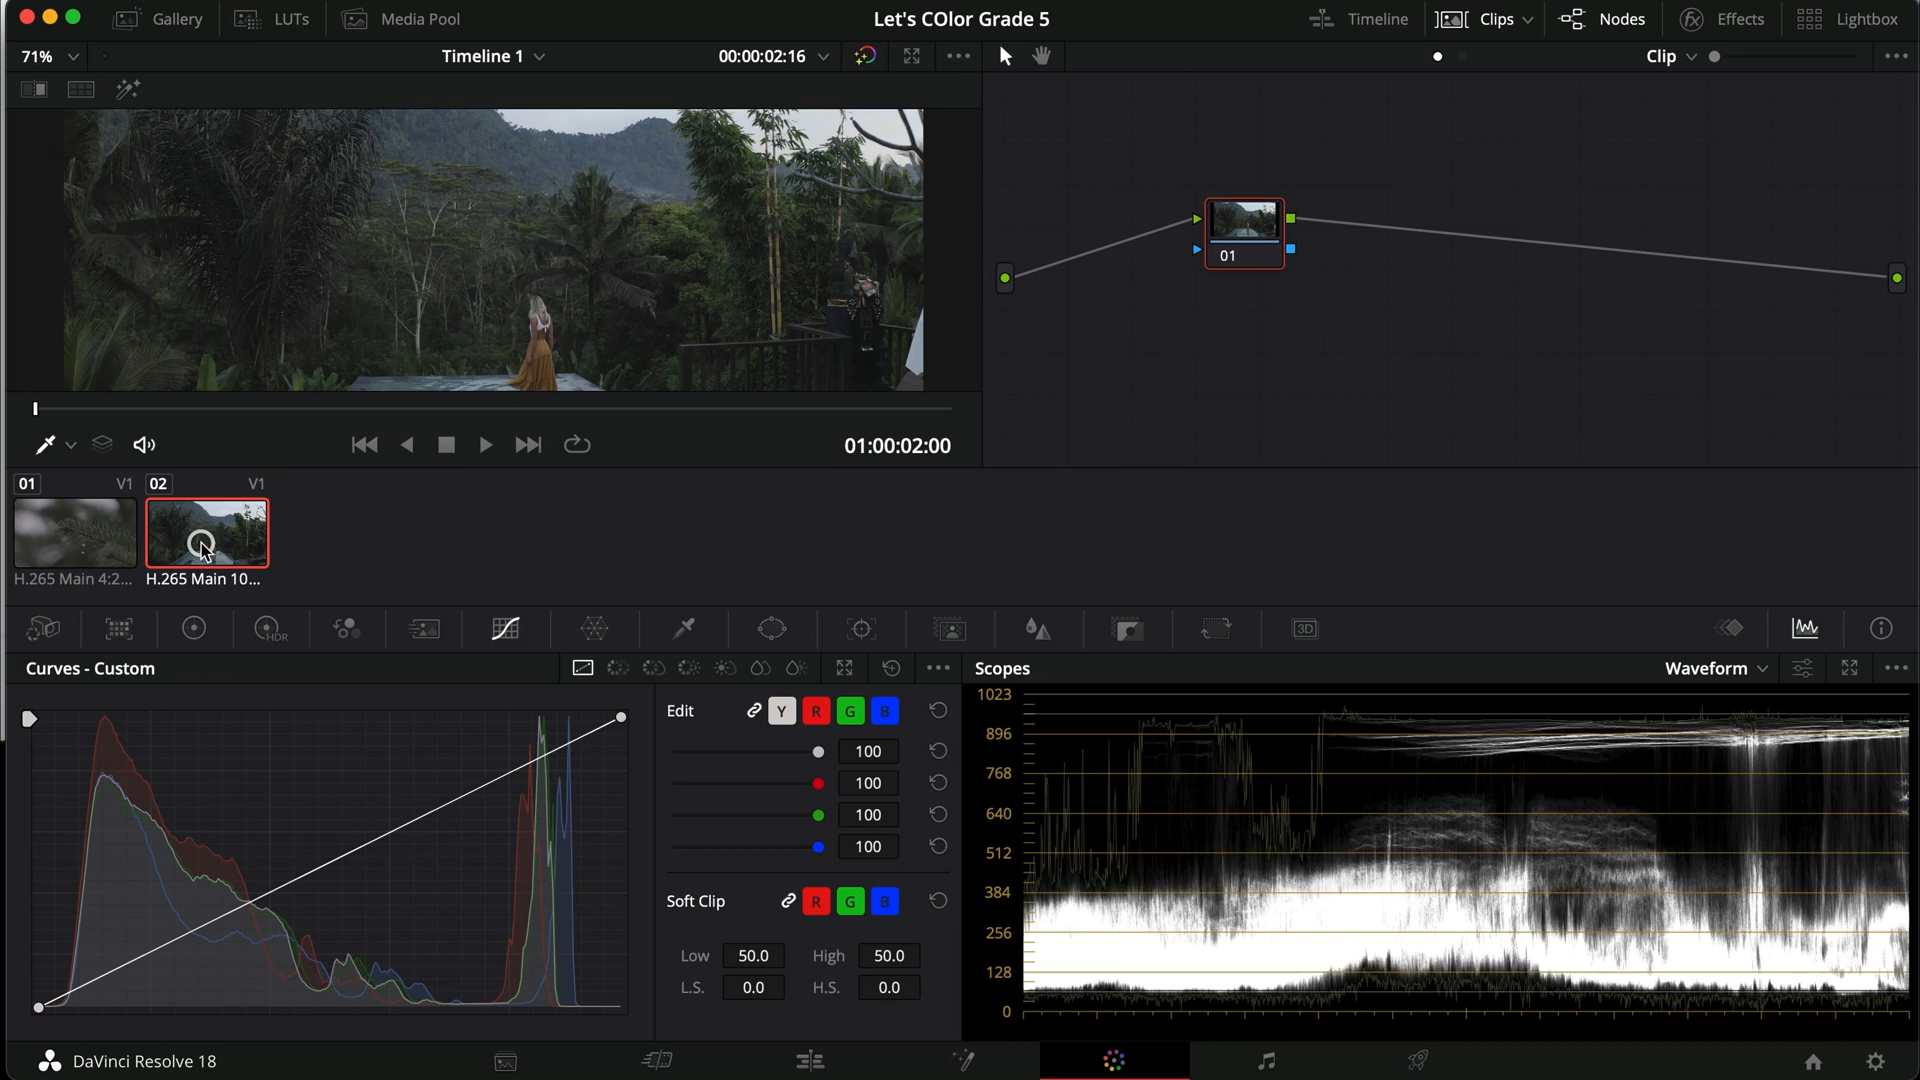 Gallery
LUTs
Media Pool
Let's COlor Grade 5
Timeline
Clips
Nodes
Effects
Lightbox
71%
Timeline 1
00:00:02:16
Clip
01
01:00:02:00
01
V1
02
V1
H.265 Main 4:2...
H.265 Main 10...
HDR
3D
Curves - Custom
Scopes
Waveform
Edit
Y
R
G
B
100
100
100
100
Soft Clip
R
G
B
Low
50.0
High
50.0
L.S.
0.0
H.S.
0.0
1023
896
768
640
512
384
256
128
0
DaVinci Resolve 18